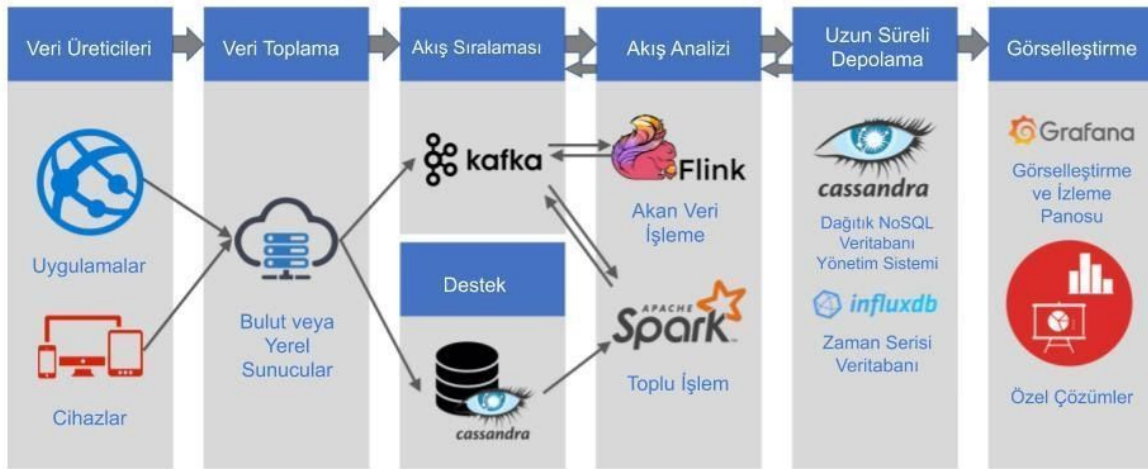 Veri Üreticileri
Veri Toplama
Akış Sıralaması
Akış Analizi
Uzun Süreli
Depolama
Görselleştirme
Uygulamalar
Cihazlar
Bulut veya
Yerel
Sunucular
kafka
Destek
cassandra
Flink
Akan Veri
İşleme
APACHE
Spark
Toplu İşlem
cassandra
Dağıtık NoSQL
Veritabanı
Yönetim Sistemi
influxdb
Zaman Serisi
Veritabanı
Grafana
Görselleştirme
ve İzleme
Panosu
Özel Çözümler